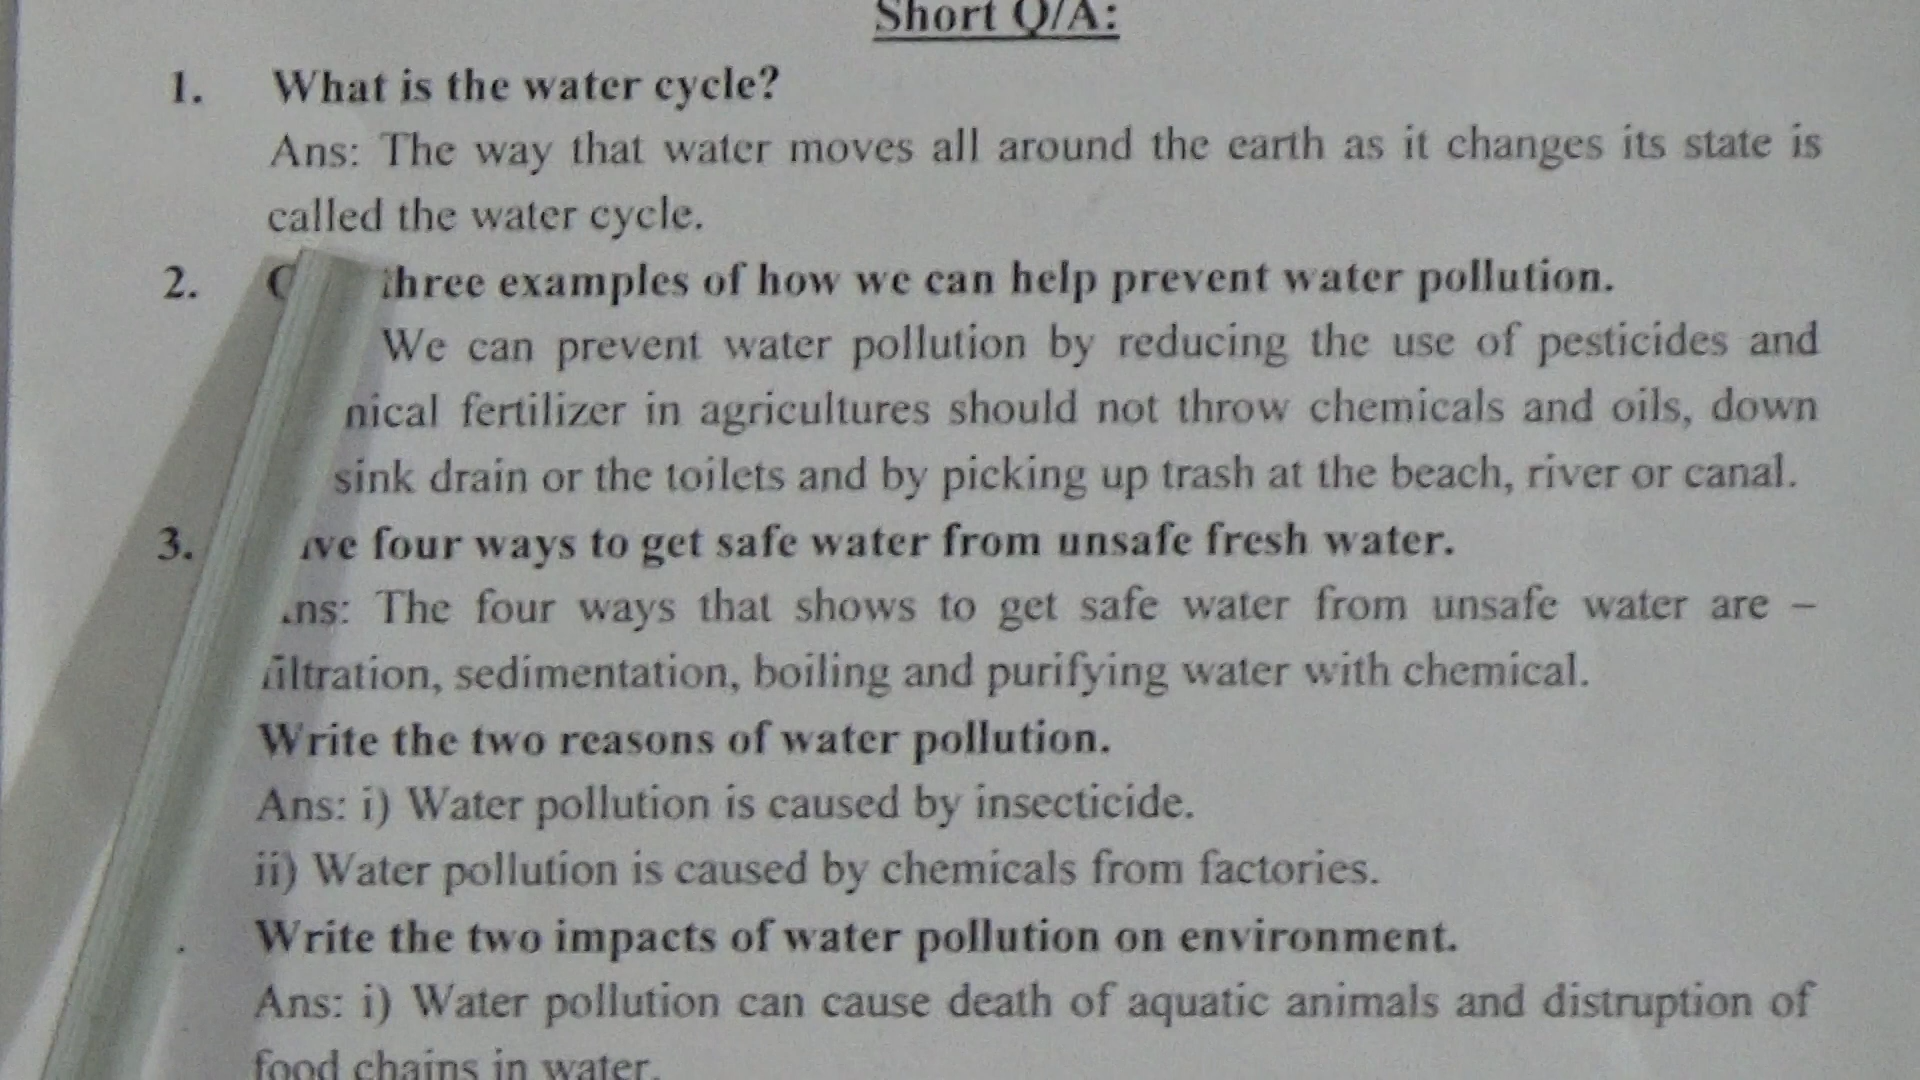 Short Q/A:
1. What is the water cycle?
Ans: The way that water moves all around the earth as it changes its state is
called the water cycle.
2. three examples of how we can help prevent water pollution.
We can prevent water pollution by reducing the use of pesticides and
nical fertilizer in agricultures should not throw chemicals and oils, down
sink drain or the toilets and by picking up trash at the beach, river or canal.
3. ive four ways to get safe water from unsafe fresh water.
ns: The four ways that shows to get safe water from unsafe water are –
filtration, sedimentation, boiling and purifying water with chemical.
Write the two reasons of water pollution.
Ans: i) Water pollution is caused by insecticide.
ii) Water pollution is caused by chemicals from factories.
Write the two impacts of water pollution on environment.
Ans: i) Water pollution can cause death of aquatic animals and distruption of
food chains in water.